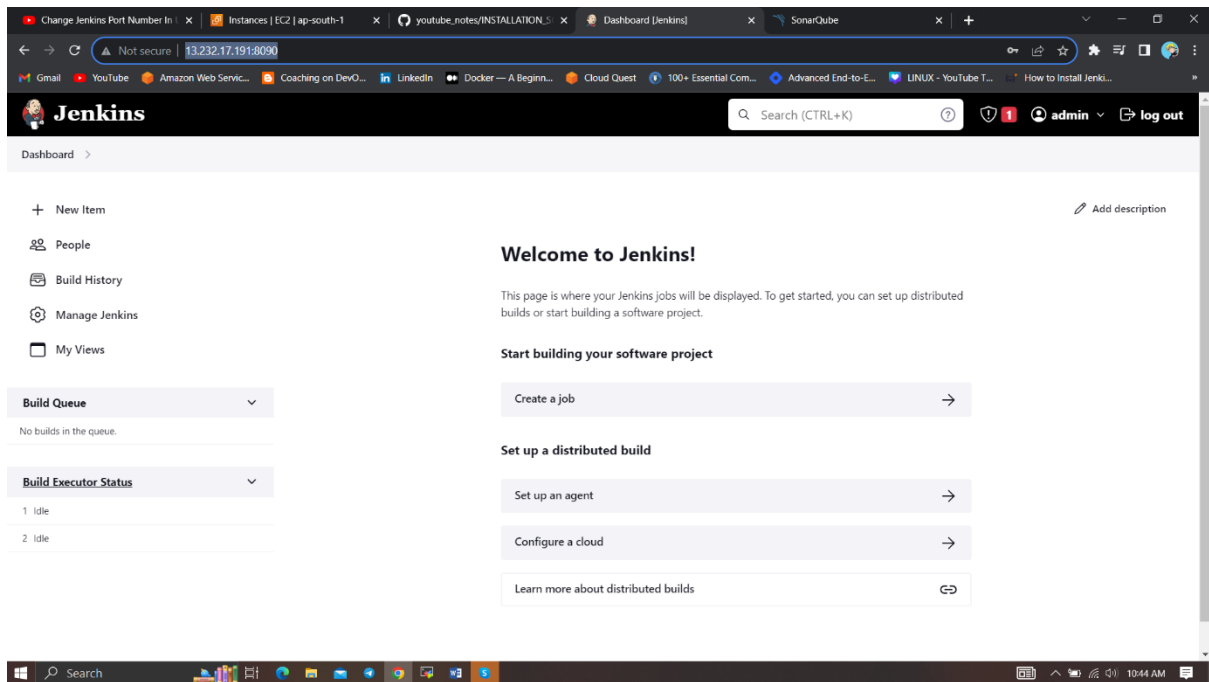 Change Jenkins Port Number In
Instances | EC2 | ap-south-1
youtube_notes/INSTALLATION_S
Dashboard [Jenkins]
SonarQube
Not secure | 13.232.17.191:8090
Gmail YouTube Amazon Web Servic... Coaching on DevO... LinkedIn Docker — A Beginn... Cloud Quest 100+ Essential Com... Advanced End-to-E... LINUX - YouTube T... How to Install Jenki...
Jenkins
Search (CTRL+K)
1
admin
log out
Dashboard
New Item
Add description
People
Build History
Manage Jenkins
My Views
Build Queue
No builds in the queue.
Build Executor Status
1 Idle
2 Idle
Welcome to Jenkins!
This page is where your Jenkins jobs will be displayed. To get started, you can set up distributed
builds or start building a software project.
Start building your software project
Create a job
Set up a distributed build
Set up an agent
Configure a cloud
Learn more about distributed builds
Search
10:44 AM